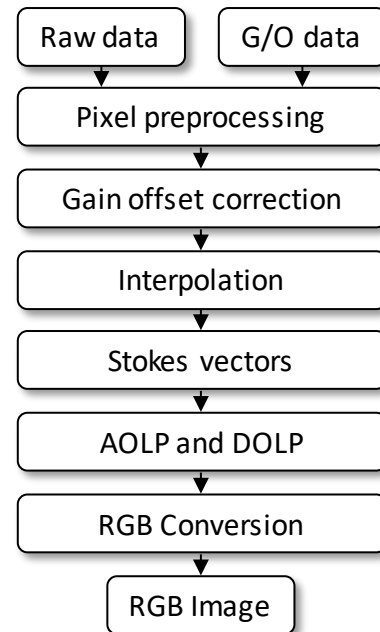 Raw data
G/O data
Pixel preprocessing
Gain offset correction
Interpolation
Stokes vectors
AOLP and DOLP
RGB Conversion
RGB Image